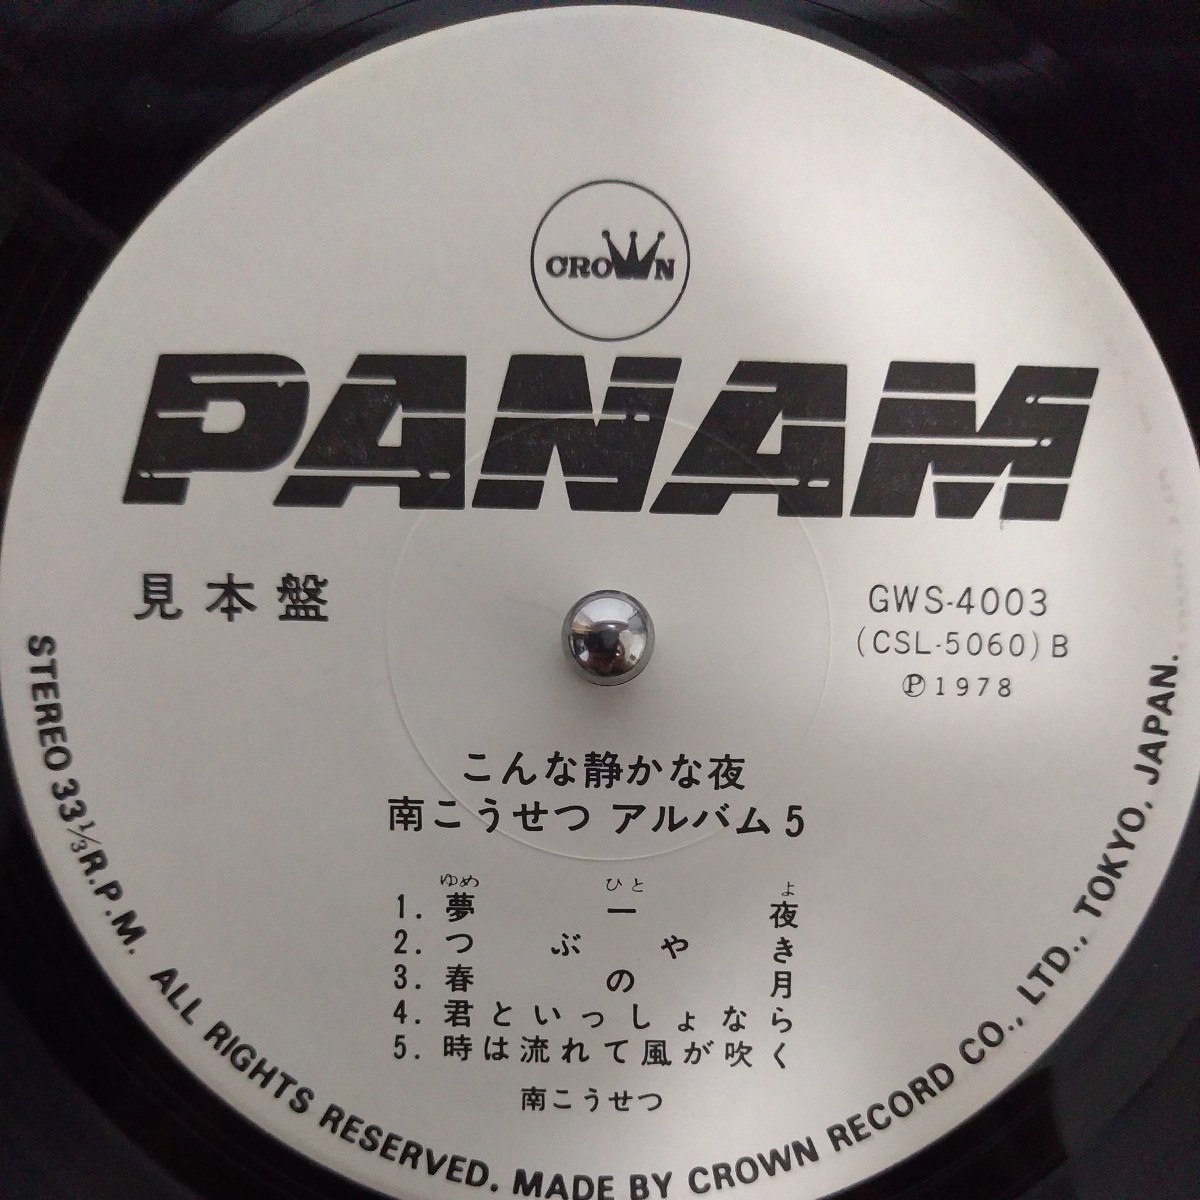 CROWN
PANAM
見本盤
GWS-4003
(CSL-5060) B
Ⓟ1978
こんな静かな夜
南こうせつ アルバム5
ゆめ ひと よ
1. 夢一夜
2. つぶやき
3. 春の月
4. 君といっしょなら
5. 時は流れて風が吹く
南こうせつ
STEREO 33⅓ R.P.M. ALL RIGHTS RESERVED. MADE BY CROWN RECORD CO., LTD., TOKYO, JAPAN.